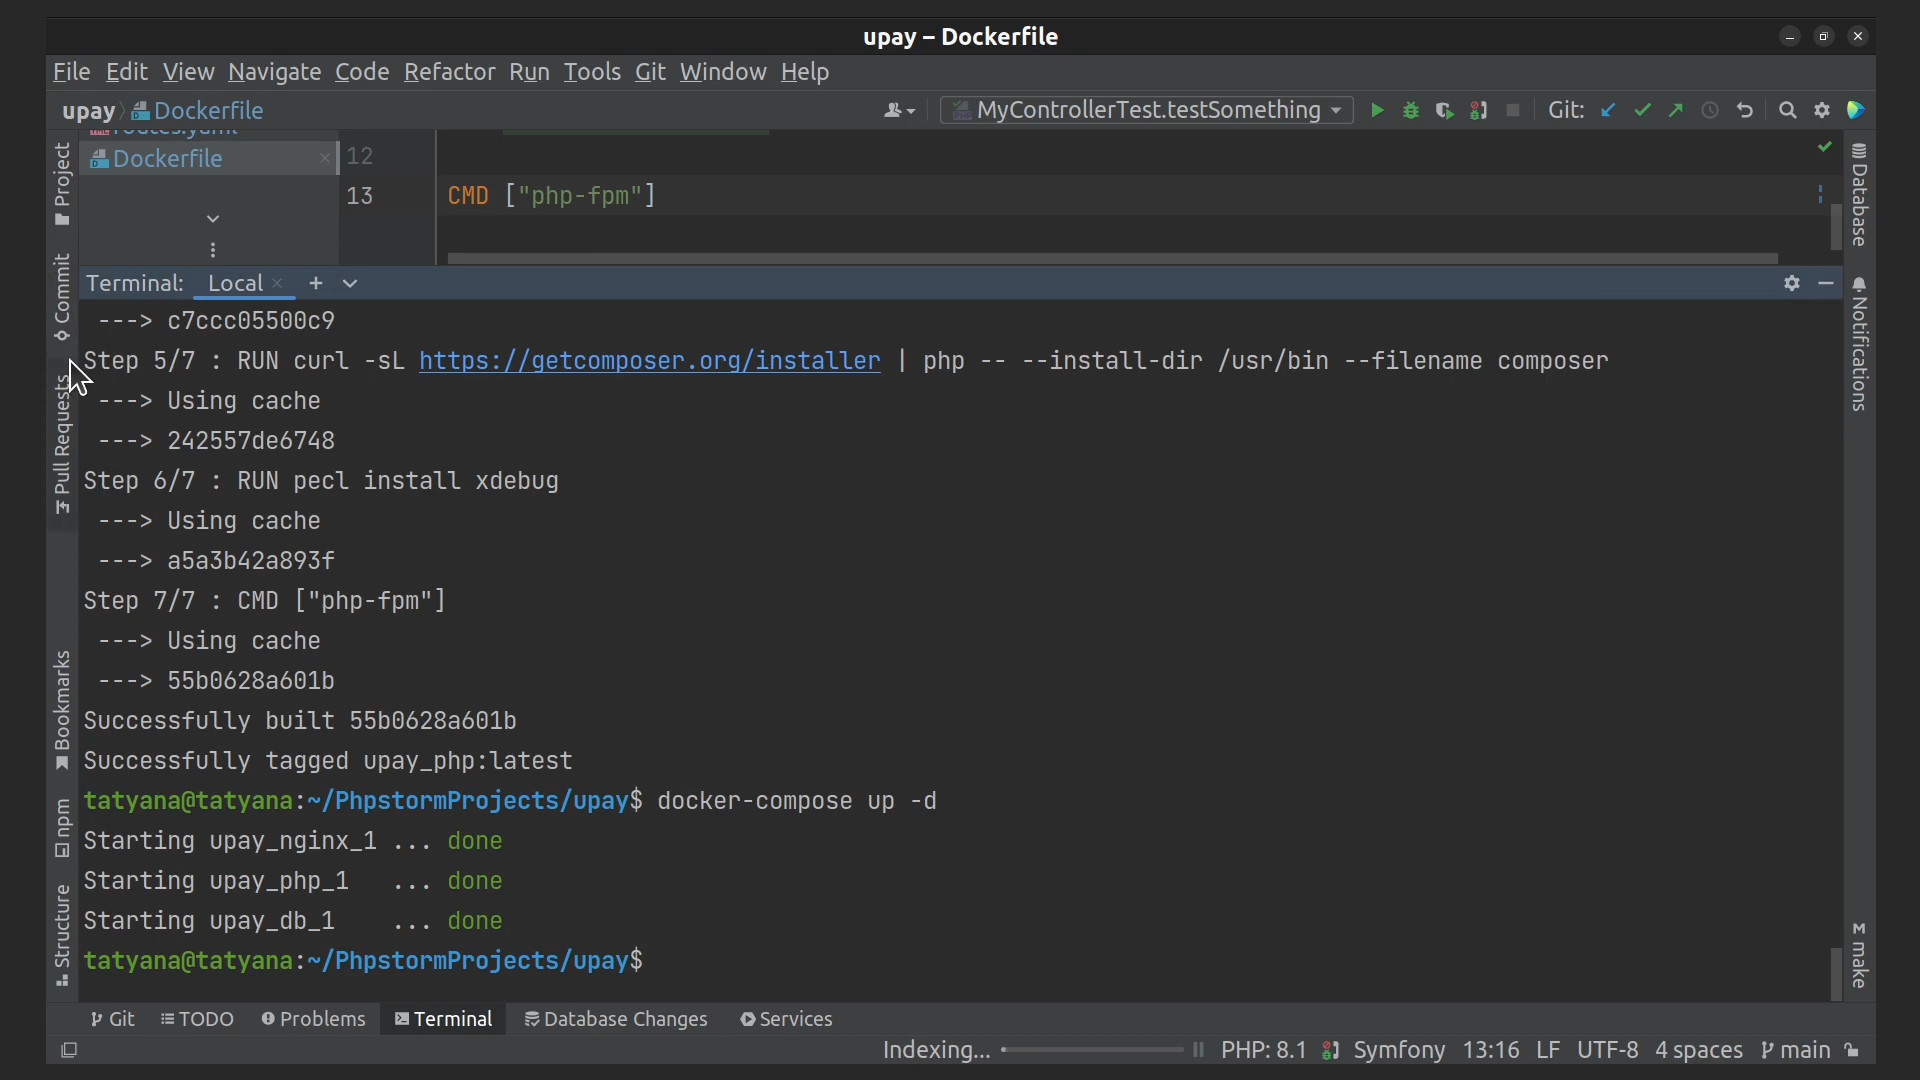 upay – Dockerfile
File Edit View Navigate Code Refactor Run Tools Git Window Help
upay Dockerfile MyControllerTest.testSomething Git:
routes.yaml
Dockerfile
12
13 CMD ["php-fpm"]
Terminal: Local
---> c7ccc05500c9
Step 5/7 : RUN curl -sL https://getcomposer.org/installer | php -- --install-dir /usr/bin --filename composer
---> Using cache
---> 242557de6748
Step 6/7 : RUN pecl install xdebug
---> Using cache
---> a5a3b42a893f
Step 7/7 : CMD ["php-fpm"]
---> Using cache
---> 55b0628a601b
Successfully built 55b0628a601b
Successfully tagged upay_php:latest
tatyana@tatyana:~/PhpstormProjects/upay$ docker-compose up -d
Starting upay_nginx_1 ... done
Starting upay_php_1 ... done
Starting upay_db_1 ... done
tatyana@tatyana:~/PhpstormProjects/upay$
Project
Commit
Pull Requests
Bookmarks
npm
Structure
Database
Notifications
make
Git TODO Problems Terminal Database Changes Services
Indexing... PHP: 8.1 Symfony 13:16 LF UTF-8 4 spaces main